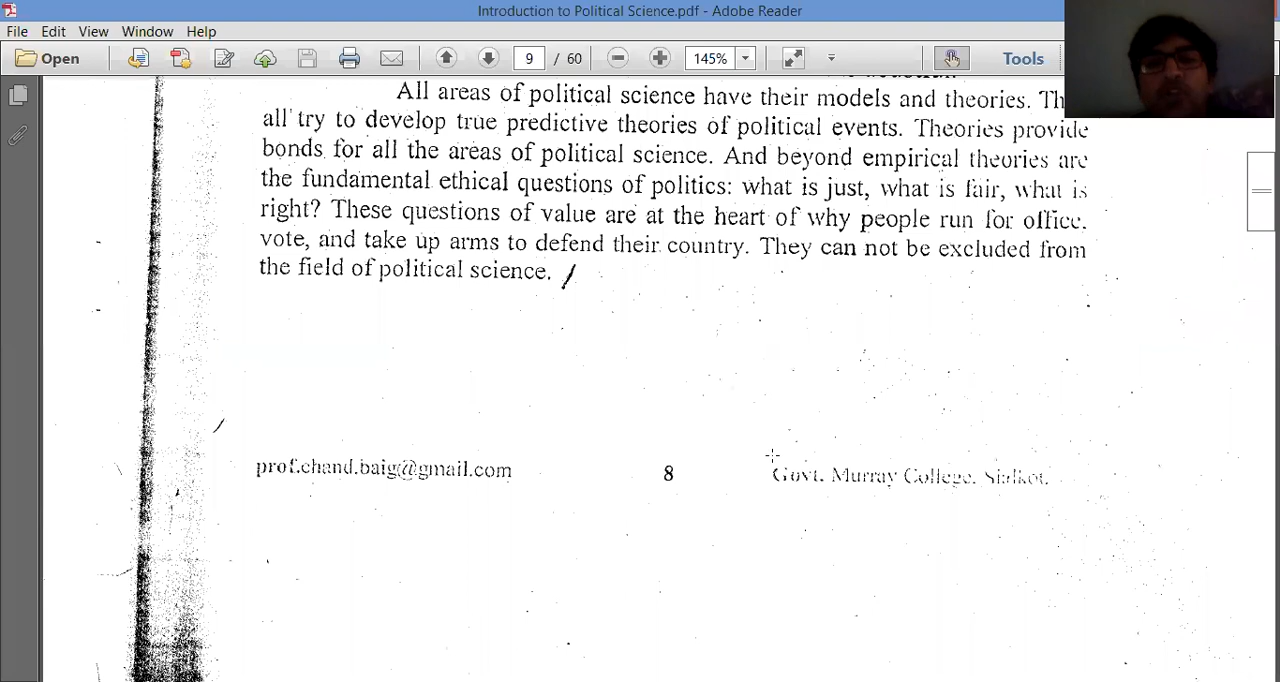 Introduction to Political Science.pdf - Adobe Reader
File Edit View Window Help
Open 9 / 60 145% Tools
All areas of political science have their models and theories.
all try to develop true predictive theories of political events. Theories provide
bonds for all the areas of political science. And beyond empirical theories are
the fundamental ethical questions of politics: what is just, what is fair, what is
right? These questions of value are at the heart of why people run for office,
vote, and take up arms to defend their country. They can not be excluded from
the field of political science.
prof.chand.baig@gmail.com 8 Govt. Murray College, Sialkot.